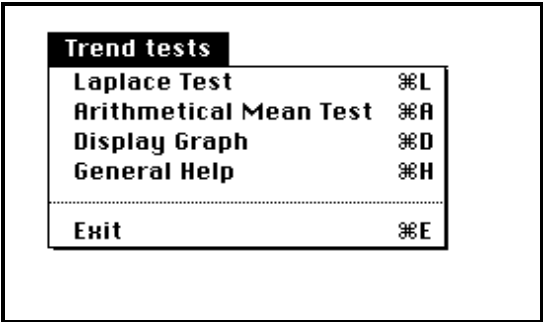 Trend tests
Laplace Test ⌘L
Arithmetical Mean Test ⌘A
Display Graph ⌘D
General Help ⌘H
Exit ⌘E